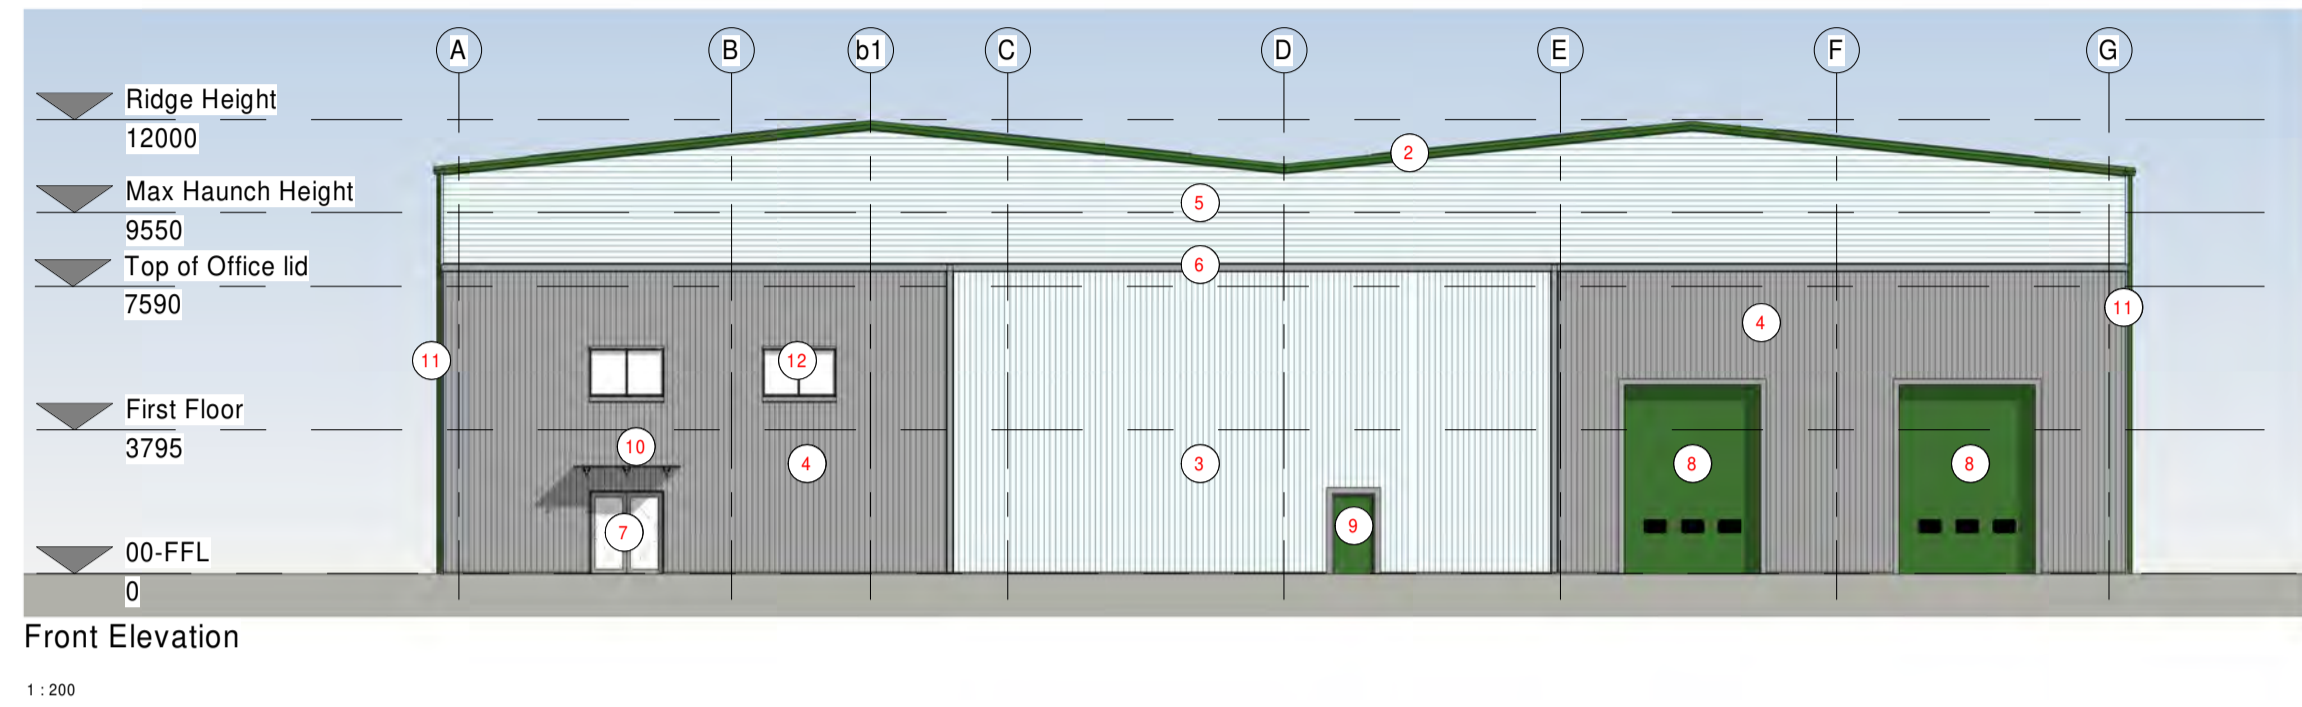 A B b1 C D E F G
Ridge Height
12000
2
Max Haunch Height
5
9550
Top of Office lid
6
7590
11
4
11
12
First Floor
3795
10
4
3
8
8
7
9
00-FFL
0
Front Elevation
1 : 200